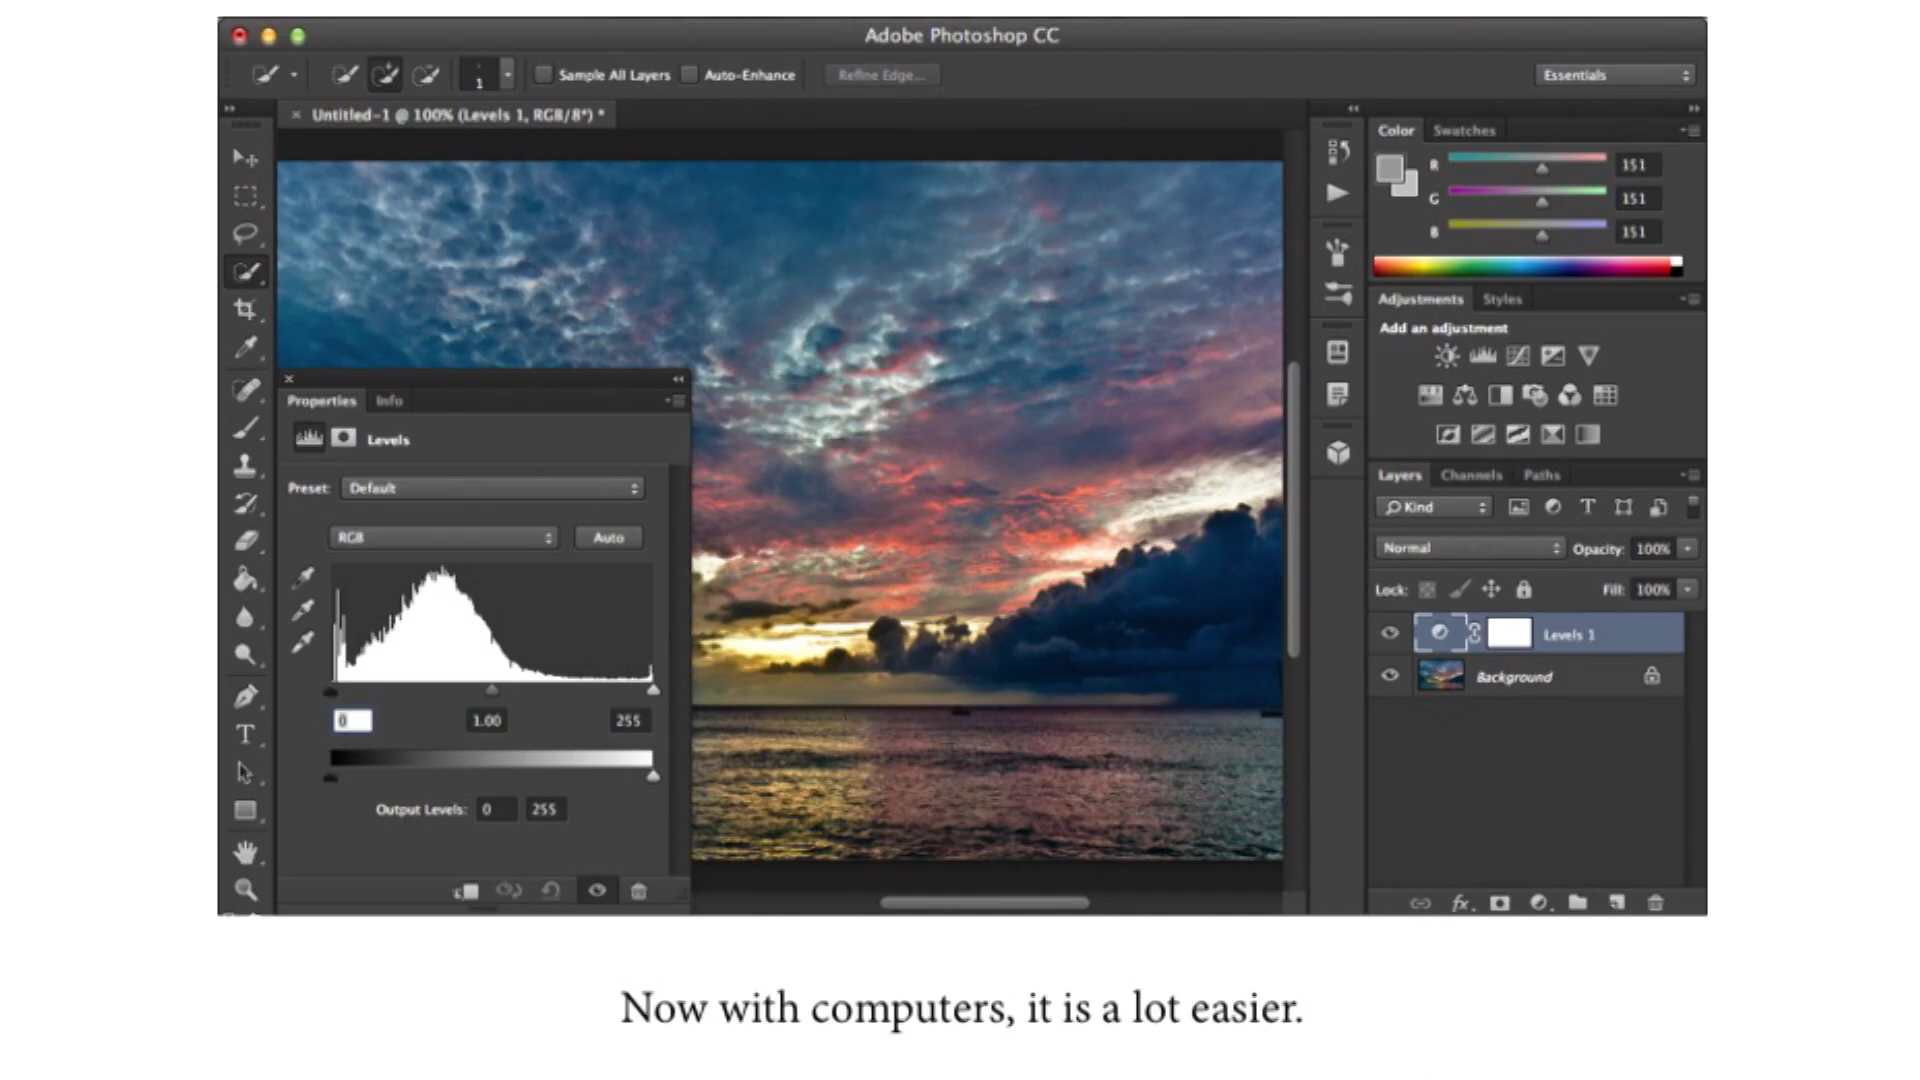 Adobe Photoshop CC
1
Sample All Layers
Auto-Enhance
Refine Edge...
Essentials
× Untitled-1 @ 100% (Levels 1, RGB/8*) *
Color Swatches
R 151
G 151
B 151
Adjustments Styles
Add an adjustment
Properties Info
Levels
Preset: Default
RGB Auto
0 1.00 255
Output Levels: 0 255
Layers Channels Paths
Kind
Normal Opacity: 100%
Lock: Fill: 100%
Levels 1
Background
fx.
Now with computers, it is a lot easier.